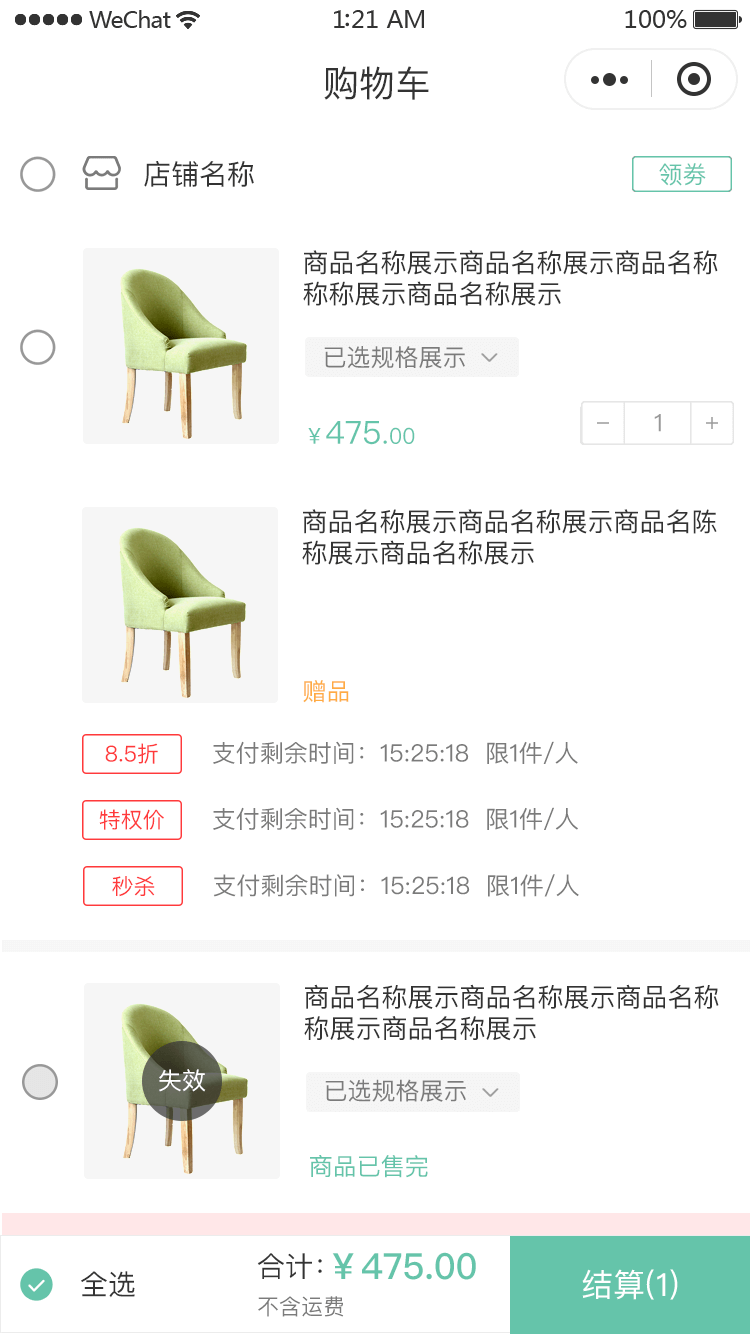 WeChat 1:21 AM 100%
购物车
店铺名称 领券
商品名称展示商品名称展示商品名称
称称展示商品名称展示
已选规格展示
¥475.00 − 1 +
商品名称展示商品名称展示商品名陈
称展示商品名称展示
赠品
8.5折 支付剩余时间：15:25:18 限1件/人
特权价 支付剩余时间：15:25:18 限1件/人
秒杀 支付剩余时间：15:25:18 限1件/人
商品名称展示商品名称展示商品名称
称展示商品名称展示
失效
已选规格展示
商品已售完
全选 合计：¥475.00 结算(1)
不含运费